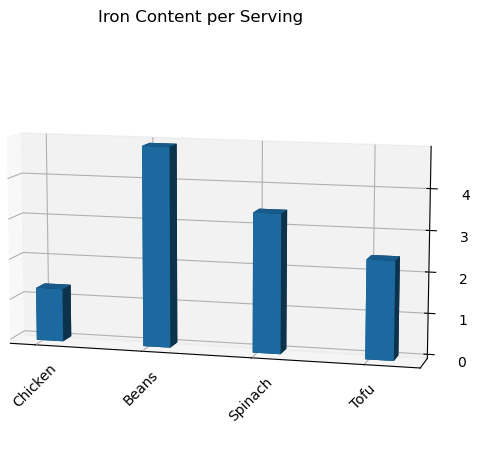 Iron Content per Serving
4
3
2
1
0
Chicken
Beans
Spinach
Tofu